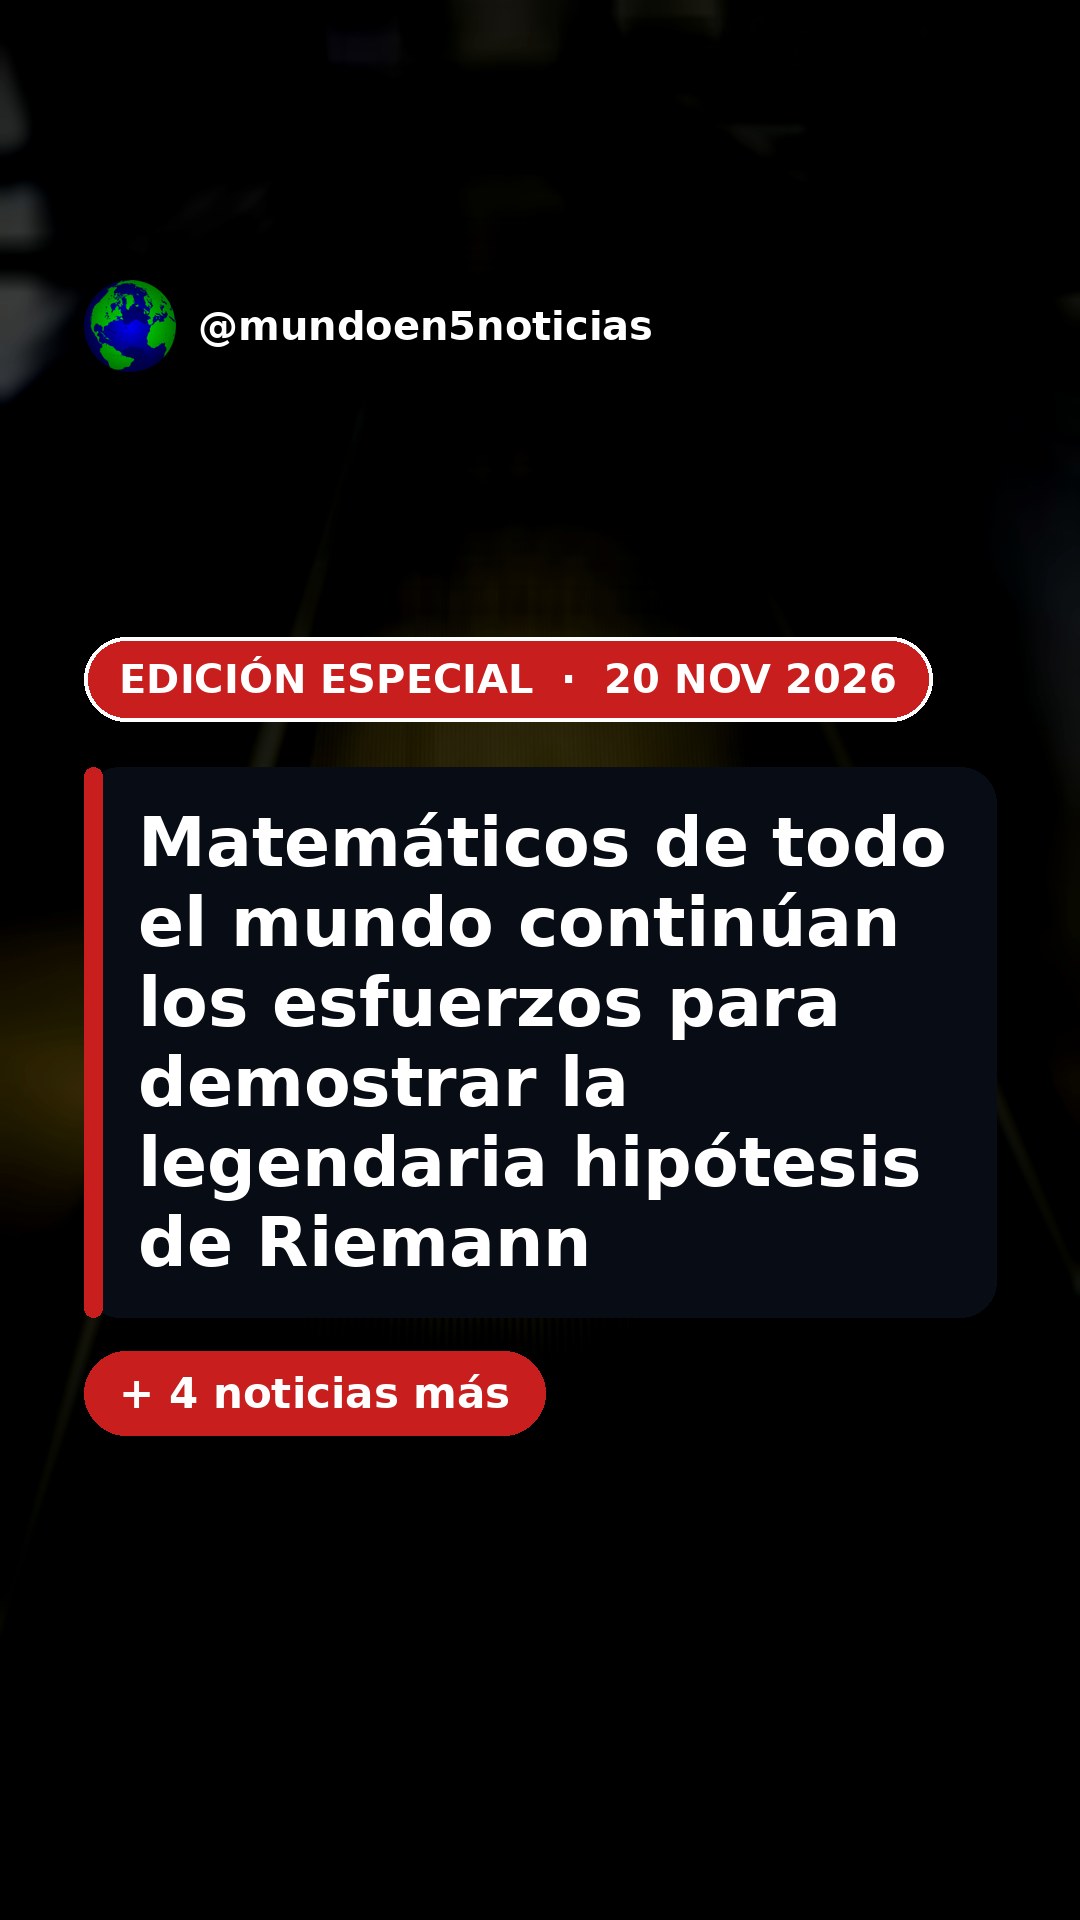 @mundoen5noticias
EDICIÓN ESPECIAL · 20 NOV 2026
Matemáticos de todo
el mundo continúan
los esfuerzos para
demostrar la
legendaria hipótesis
de Riemann
+ 4 noticias más